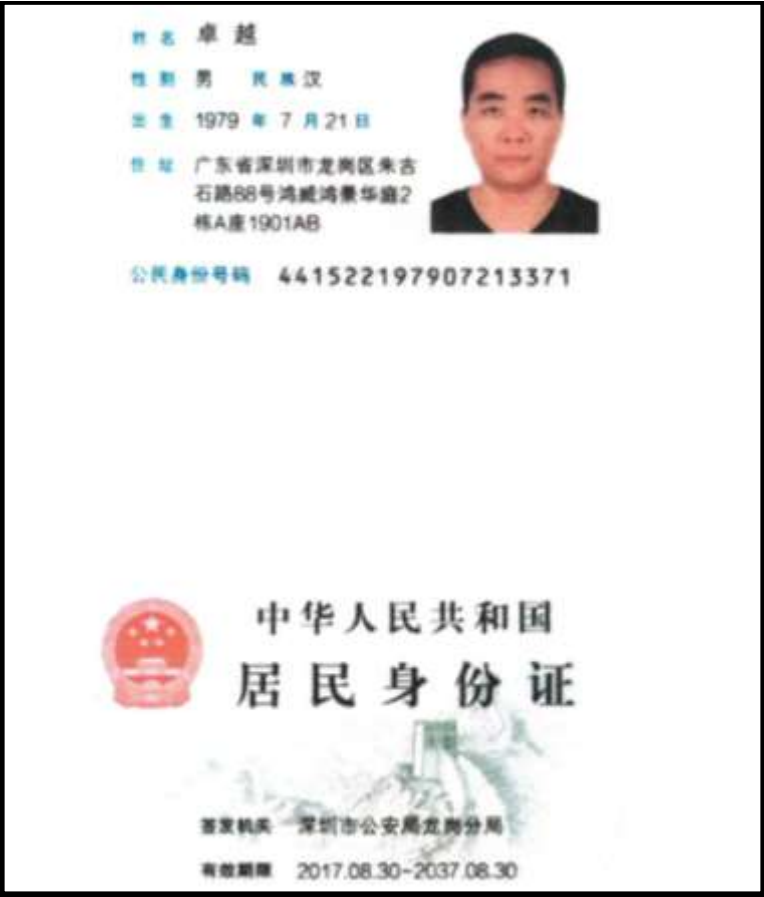 姓名 卓越
性别 男 民族 汉
出生 1979 年 7 月 21 日
住址 广东省深圳市龙岗区朱古
石路88号鸿威鸿景华庭2
栋A座1901AB
公民身份号码 441522197907213371
中华人民共和国
居民身份证
签发机关 深圳市公安局龙岗分局
有效期限 2017.08.30-2037.08.30